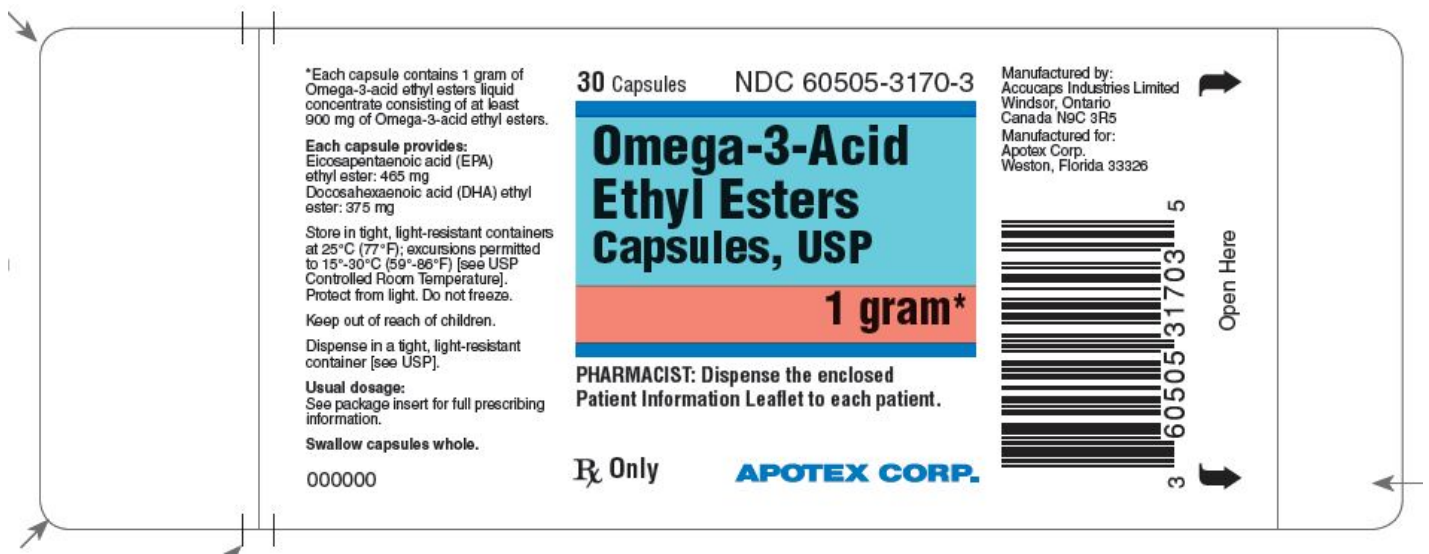 *Each capsule contains 1 gram of
Omega-3-acid ethyl esters liquid
concentrate consisting of at least
900 mg of Omega-3-acid ethyl esters.
Each capsule provides:
Eicosapentaenoic acid (EPA)
ethyl ester: 465 mg
Docosahexaenoic acid (DHA) ethyl
ester: 375 mg
Store in tight, light-resistant containers
at 25°C (77°F); excursions permitted
to 15°-30°C (59°-86°F) [see USP
Controlled Room Temperature].
Protect from light. Do not freeze.
Keep out of reach of children.
Dispense in a tight, light-resistant
container [see USP].
Usual dosage:
See package insert for full prescribing
information.
Swallow capsules whole.
000000
30 Capsules NDC 60505-3170-3
Omega-3-Acid
Ethyl Esters
Capsules, USP
1 gram*
PHARMACIST: Dispense the enclosed
Patient Information Leaflet to each patient.
Rx Only APOTEX CORP.
Manufactured by:
Accucaps Industries Limited
Windsor, Ontario
Canada N9C 3R5
Manufactured for:
Apotex Corp.
Weston, Florida 33326
3 60505 31703 5
Open Here